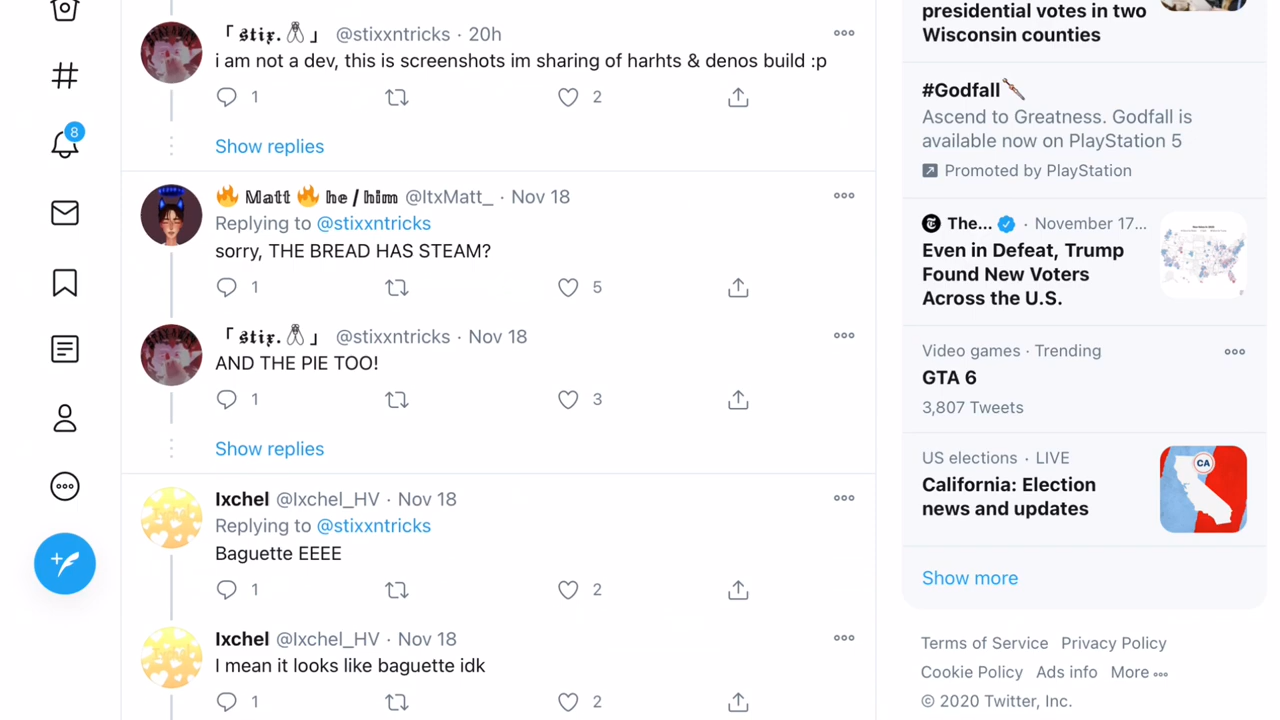 8
「 𝖘𝖙𝖎𝖝. 」 @stixxntricks · 20h
i am not a dev, this is screenshots im sharing of harhts & denos build :p
1 2
Show replies
🔥 𝕄𝕒𝕥𝕥 🔥 𝕙𝕖 / 𝕙𝕚𝕞 @ltxMatt_ · Nov 18
Replying to @stixxntricks
sorry, THE BREAD HAS STEAM?
1 5
「 𝖘𝖙𝖎𝖝. 」 @stixxntricks · Nov 18
AND THE PIE TOO!
1 3
Show replies
Ixchel @Ixchel_HV · Nov 18
Replying to @stixxntricks
Baguette EEEE
1 2
Ixchel @Ixchel_HV · Nov 18
I mean it looks like baguette idk
1 2
presidential votes in two
Wisconsin counties
#Godfall
Ascend to Greatness. Godfall is
available now on PlayStation 5
Promoted by PlayStation
The... · November 17...
Even in Defeat, Trump
Found New Voters
Across the U.S.
Video games · Trending
GTA 6
3,807 Tweets
US elections · LIVE
California: Election
news and updates
CA
Show more
Terms of Service Privacy Policy
Cookie Policy Ads info More
© 2020 Twitter, Inc.